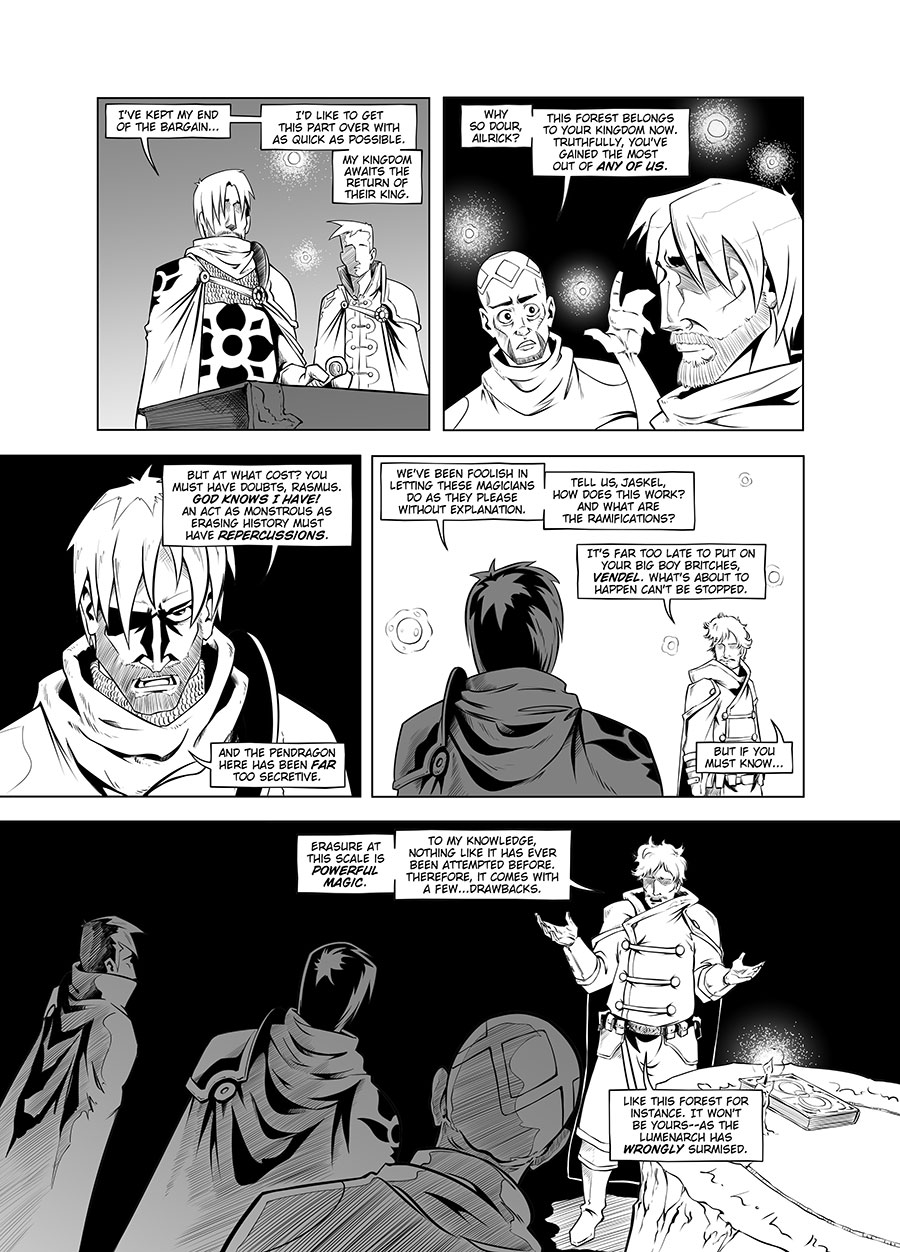 I'VE KEPT MY END
OF THE BARGAIN...
I'D LIKE TO GET
THIS PART OVER WITH
AS QUICK AS POSSIBLE.
MY KINGDOM
AWAITS THE
RETURN OF
THEIR KING.
WHY
SO DOUR,
AILRICK?
THIS FOREST BELONGS
TO YOUR KINGDOM NOW.
TRUTHFULLY, YOU'VE
GAINED THE MOST
OUT OF ANY OF US.
BUT AT WHAT COST? YOU
MUST HAVE DOUBTS, RASMUS.
GOD KNOWS I HAVE!
AN ACT AS MONSTROUS AS
ERASING HISTORY MUST
HAVE REPERCUSSIONS.
AND THE PENDRAGON
HERE HAS BEEN FAR
TOO SECRETIVE.
WE'VE BEEN FOOLISH IN
LETTING THESE MAGICIANS
DO AS THEY PLEASE
WITHOUT EXPLANATION.
TELL US, JASKEL,
HOW DOES THIS WORK?
AND WHAT ARE
THE RAMIFICATIONS?
IT'S FAR TOO LATE TO PUT ON
YOUR BIG BOY BRITCHES,
VENDEL. WHAT'S ABOUT TO
HAPPEN CAN'T BE STOPPED.
BUT IF YOU
MUST KNOW...
ERASURE AT
THIS SCALE IS
POWERFUL
MAGIC.
TO MY KNOWLEDGE,
NOTHING LIKE IT HAS EVER
BEEN ATTEMPTED BEFORE.
THEREFORE, IT COMES WITH
A FEW...DRAWBACKS.
LIKE THIS FOREST FOR
INSTANCE. IT WON'T
BE YOURS--AS THE
LUMENARCH HAS
WRONGLY SURMISED.